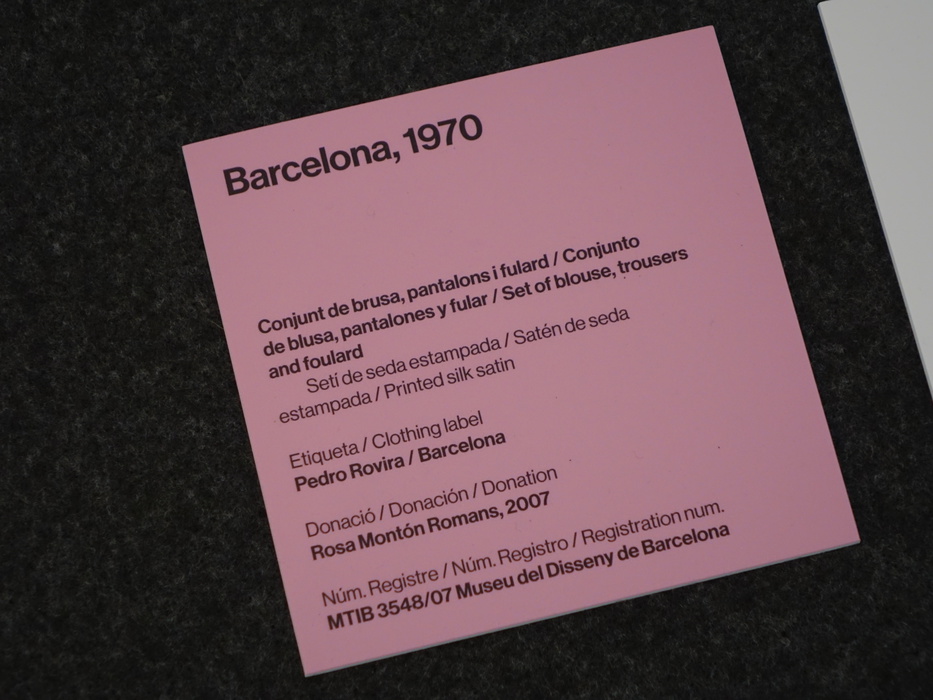 Barcelona, 1970
Conjunt de brusa, pantalons i fulard / Conjunto
de blusa, pantalones y fular / Set of blouse, trousers
and foulard
Setí de seda estampada / Satén de seda
estampada / Printed silk satin
Etiqueta / Clothing label
Pedro Rovira / Barcelona
Donació / Donación / Donation
Rosa Montón Romans, 2007
Núm. Registre / Núm. Registro / Registration num.
MTIB 3548/07 Museu del Disseny de Barcelona